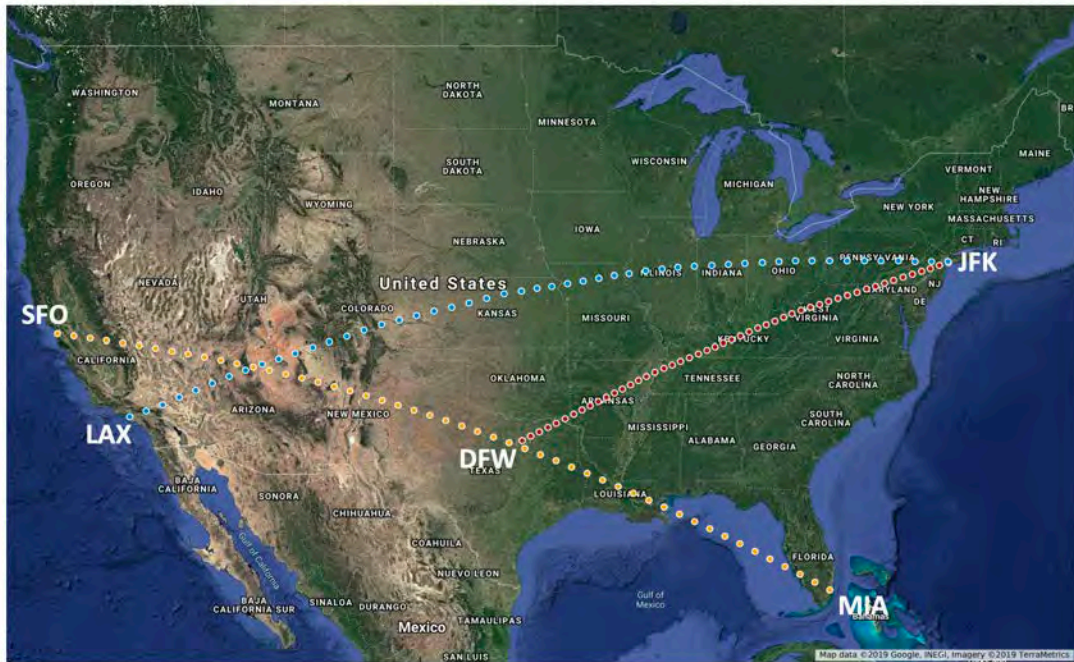 WASHINGTON
MONTANA
NORTH
DAKOTA
MINNESOTA
BR
MAINE
OREGON
IDAHO
SOUTH
DAKOTA
WISCONSIN
MICHIGAN
VERMONT
NEW
HAMPSHIRE
WYOMING
NEW YORK
MASSACHUSETTS
IOWA
NEBRASKA
CT
RI
ILLINOIS
INDIANA
OHIO
PENNSYLVANIA
JFK
NEVADA
United States
UTAH
COLORADO
KANSAS
MARYLAND
NJ
DE
SFO
MISSOURI
WEST
VIRGINIA
KENTUCKY
VIRGINIA
CALIFORNIA
OKLAHOMA
TENNESSEE
NORTH
CAROLINA
ARKANSAS
ARIZONA
NEW MEXICO
SOUTH
CAROLINA
LAX
MISSISSIPPI
ALABAMA
GEORGIA
DFW
TEXAS
BAJA
CALIFORNIA
SONORA
LOUISIANA
CHIHUAHUA
Gulf of California
COAHUILA
FLORIDA
NUEVO LEON
BAJA
CALIFORNIA SUR
SINALOA
DURANGO
Gulf of
Mexico
MIA
Bahamas
Mexico
TAMAULIPAS
SAN LUIS
Map data ©2019 Google, INEGI, Imagery ©2019 TerraMetrics